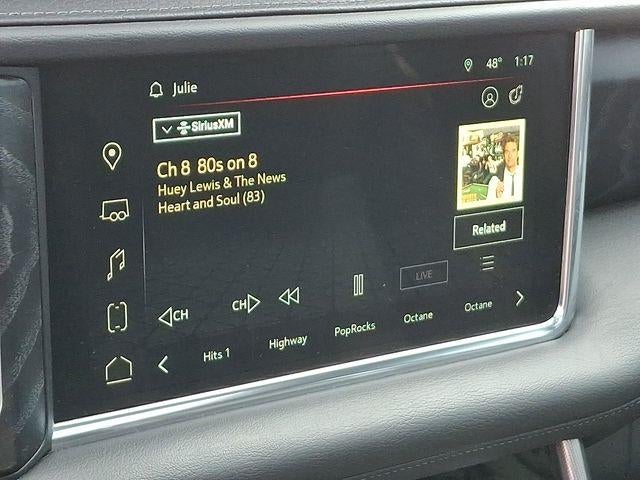 48° 1:17
Julie
SiriusXM
Ch 8 80s on 8
Huey Lewis & The News
Heart and Soul (83)
Related
LIVE
CH CH
Hits 1 Highway PopRocks Octane Octane